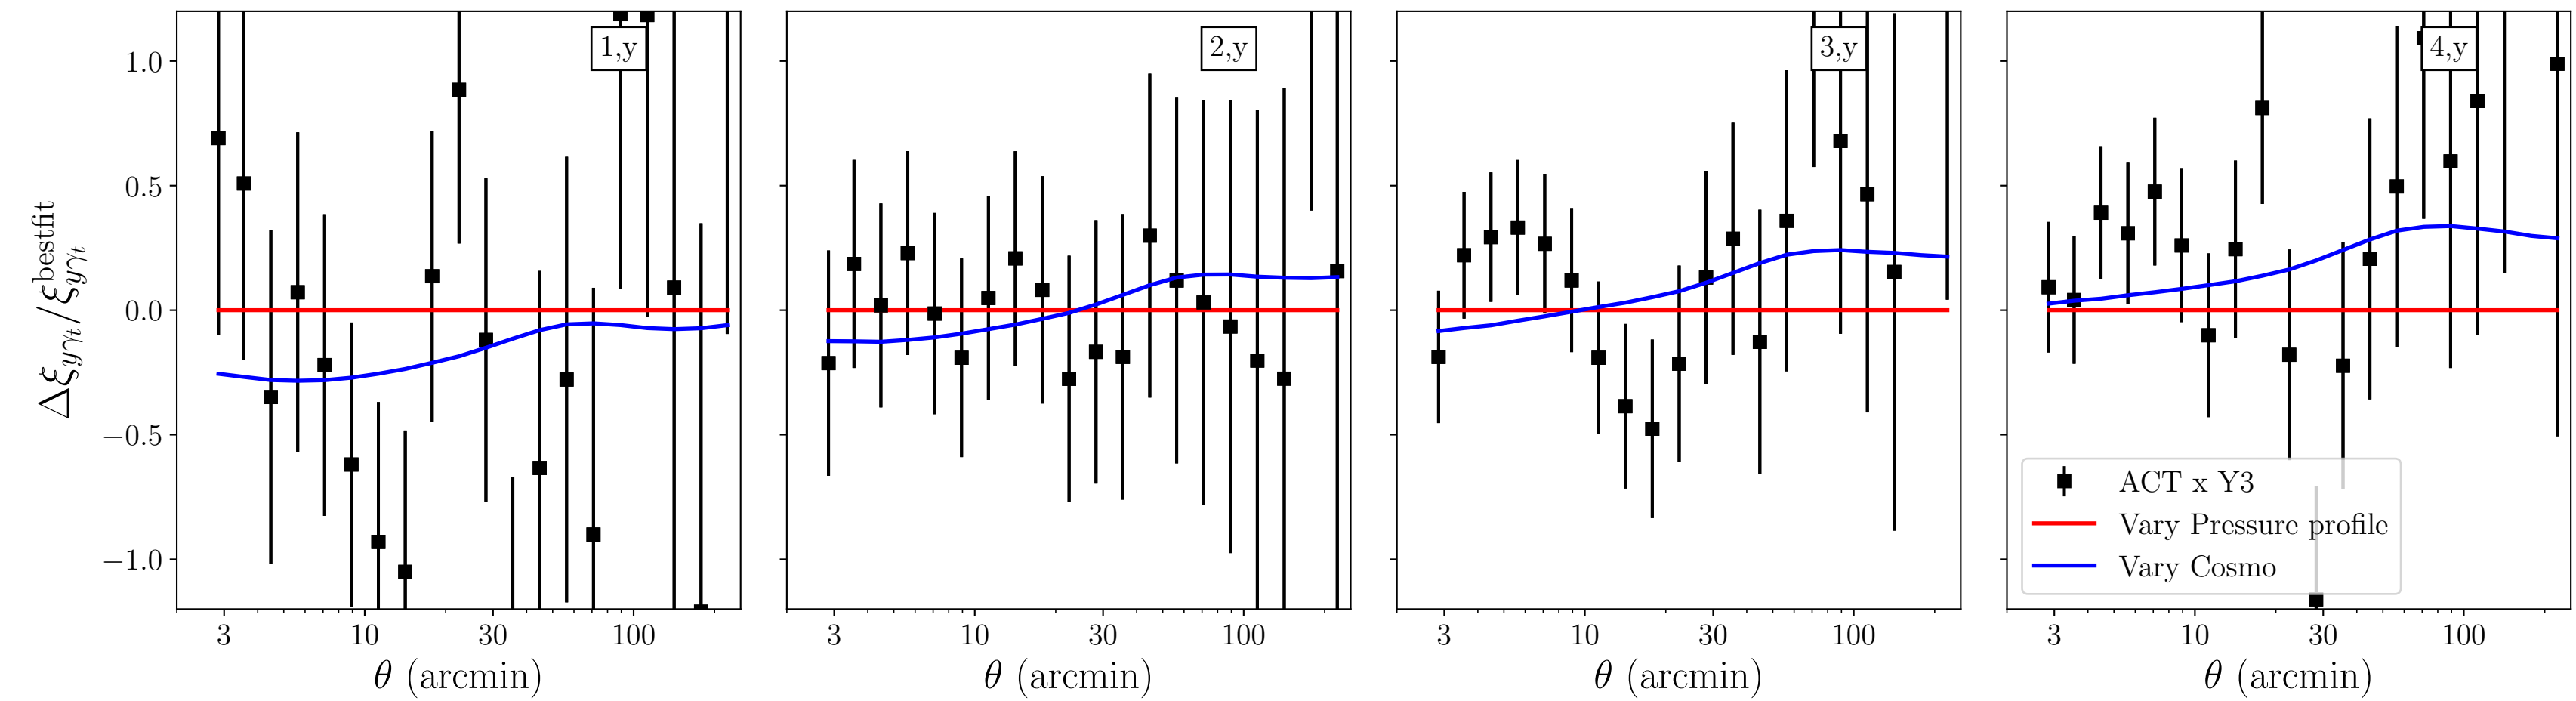 Δξ_{yγ_t}/ξ_{yγ_t}^{bestfit}
1.0
0.5
0.0
−0.5
−1.0
1,y
2,y
3,y
4,y
ACT x Y3
Vary Pressure profile
Vary Cosmo
3 10 30 100
3 10 30 100
3 10 30 100
3 10 30 100
θ (arcmin)
θ (arcmin)
θ (arcmin)
θ (arcmin)